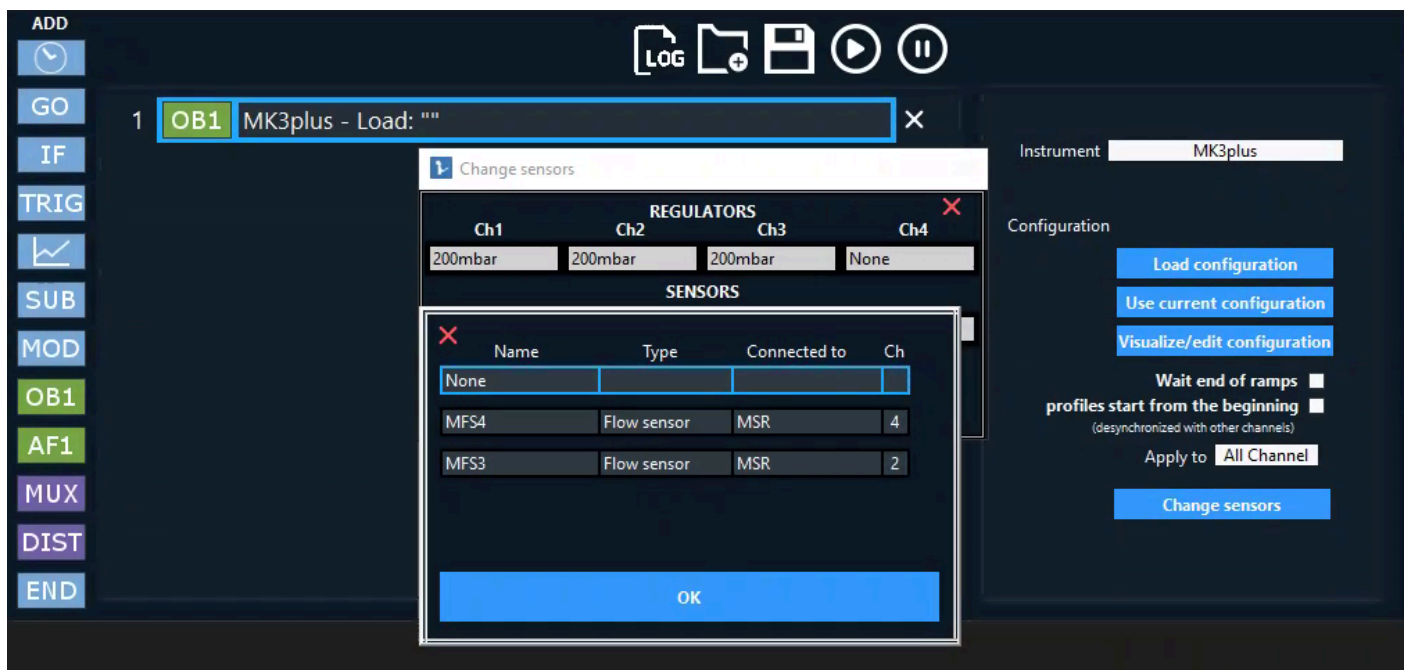 ADD
LOG
GO
IF
TRIG
SUB
MOD
OB1
AF1
MUX
DIST
END
1 OB1 MK3plus - Load: "" ×
Change sensors
REGULATORS
Ch1 Ch2 Ch3 Ch4
200mbar 200mbar 200mbar None
SENSORS
Name Type Connected to Ch
None
MFS4 Flow sensor MSR 4
MFS3 Flow sensor MSR 2
OK
Instrument MK3plus
Configuration
Load configuration
Use current configuration
Visualize/edit configuration
Wait end of ramps
profiles start from the beginning
(desynchronized with other channels)
Apply to All Channel
Change sensors